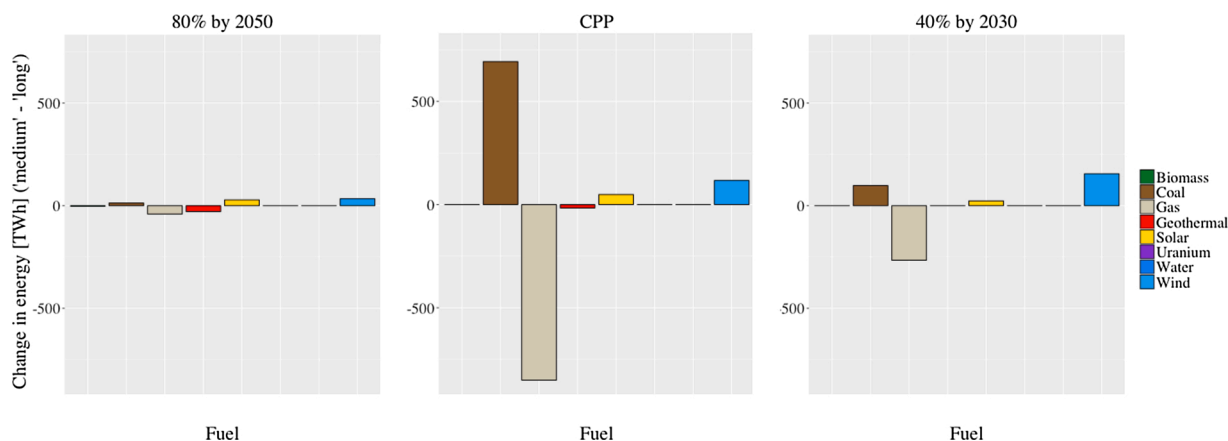 80% by 2050
CPP
40% by 2030
Change in energy [TWh] ('medium' - 'long')
500
0
-500
500
0
-500
500
0
-500
Fuel
Fuel
Fuel
Biomass
Coal
Gas
Geothermal
Solar
Uranium
Water
Wind